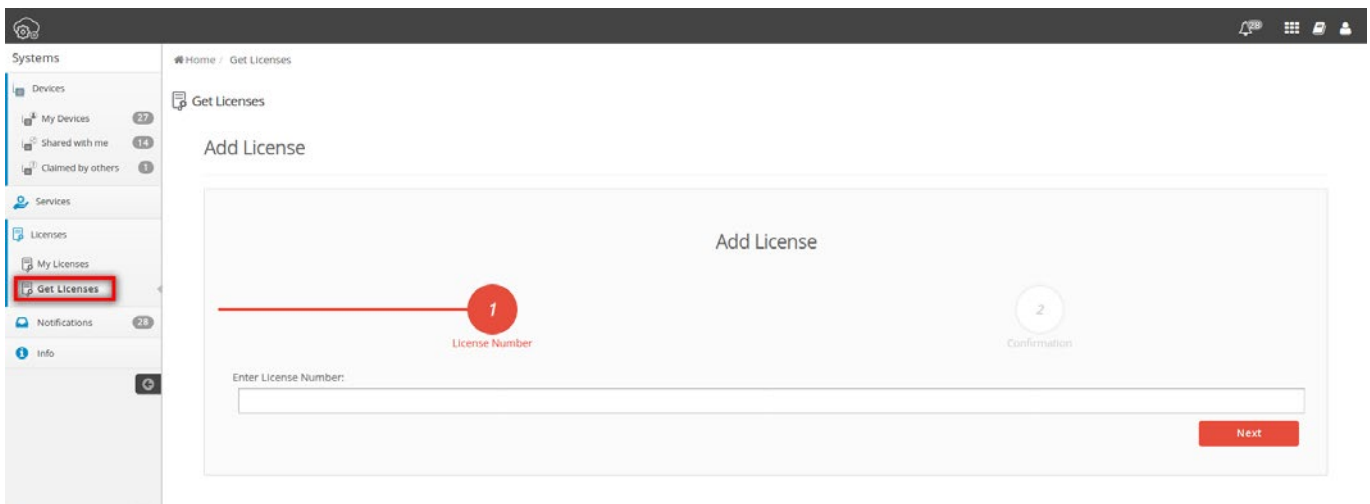 28
Systems
Home / Get Licenses
Devices
My Devices 27
Shared with me 14
Claimed by others 1
Services
Licenses
My Licenses
Get Licenses
Notifications 28
Info
Get Licenses
Add License
Add License
1
License Number
2
Confirmation
Enter License Number:
Next